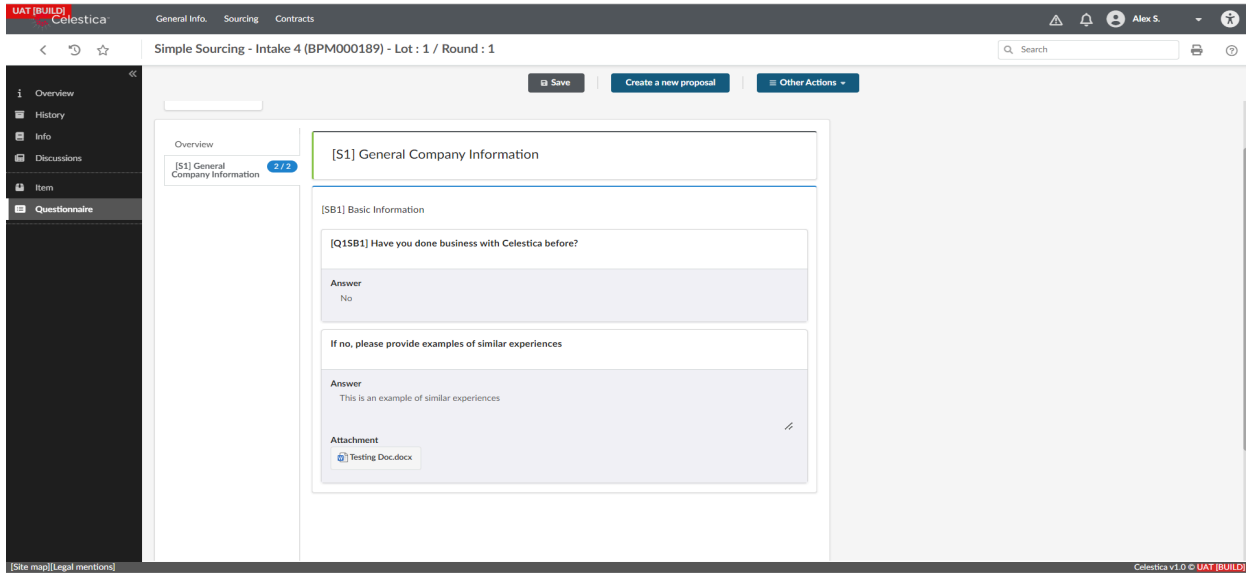 UAT [BUILD]
Celestica
General Info. Sourcing Contracts
Alex S.
Simple Sourcing - Intake 4 (BPM000189) - Lot : 1 / Round : 1
Search
Save
Create a new proposal
Other Actions
Overview
History
Info
Discussions
Item
Questionnaire
Overview
[S1] General
Company Information
2 / 2
[S1] General Company Information
[SB1] Basic Information
[Q1SB1] Have you done business with Celestica before?
Answer
No
If no, please provide examples of similar experiences
Answer
This is an example of similar experiences
Attachment
Testing Doc.docx
[Site map][Legal mentions]
Celestica v1.0 © UAT [BUILD]